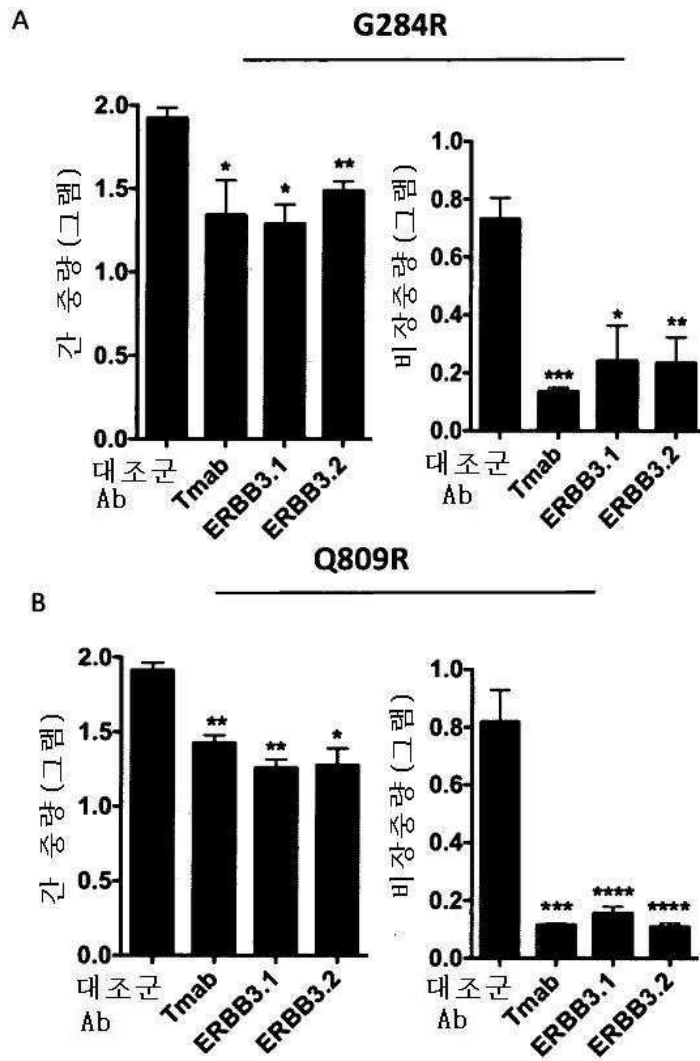 A
G284R
간 중량(그램)
2.0
1.5
1.0
0.5
0.0
*
*
**
대조군
Ab
Tmab
ERBB3.1
ERBB3.2
비장중량(그램)
1.0
0.8
0.6
0.4
0.2
0.0
***
*
**
대조군
Ab
Tmab
ERBB3.1
ERBB3.2
Q809R
B
간 중량(그램)
2.0
1.5
1.0
0.5
0.0
**
**
*
대조군
Ab
Tmab
ERBB3.1
ERBB3.2
비장중량(그램)
1.0
0.8
0.6
0.4
0.2
0.0
***
****
****
대조군
Ab
Tmab
ERBB3.1
ERBB3.2